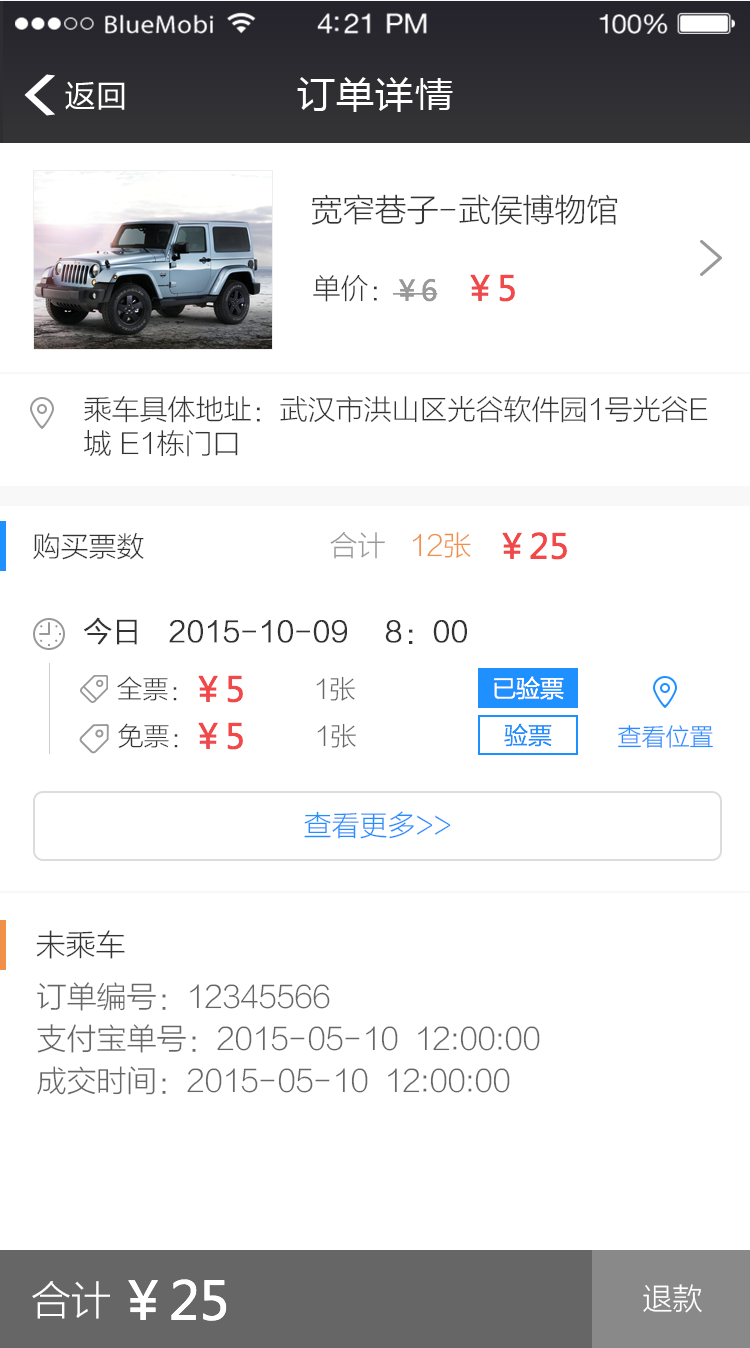 BlueMobi 4:21 PM 100%
返回 订单详情
宽窄巷子-武侯博物馆
单价：￥6 ￥5
乘车具体地址：武汉市洪山区光谷软件园1号光谷E
城 E1栋门口
购买票数 合计 12张 ￥25
今日 2015-10-09 8：00
全票：￥5 1张 已验票
免票：￥5 1张 验票 查看位置
查看更多>>
未乘车
订单编号：12345566
支付宝单号：2015-05-10 12:00:00
成交时间：2015-05-10 12:00:00
合计 ￥25 退款